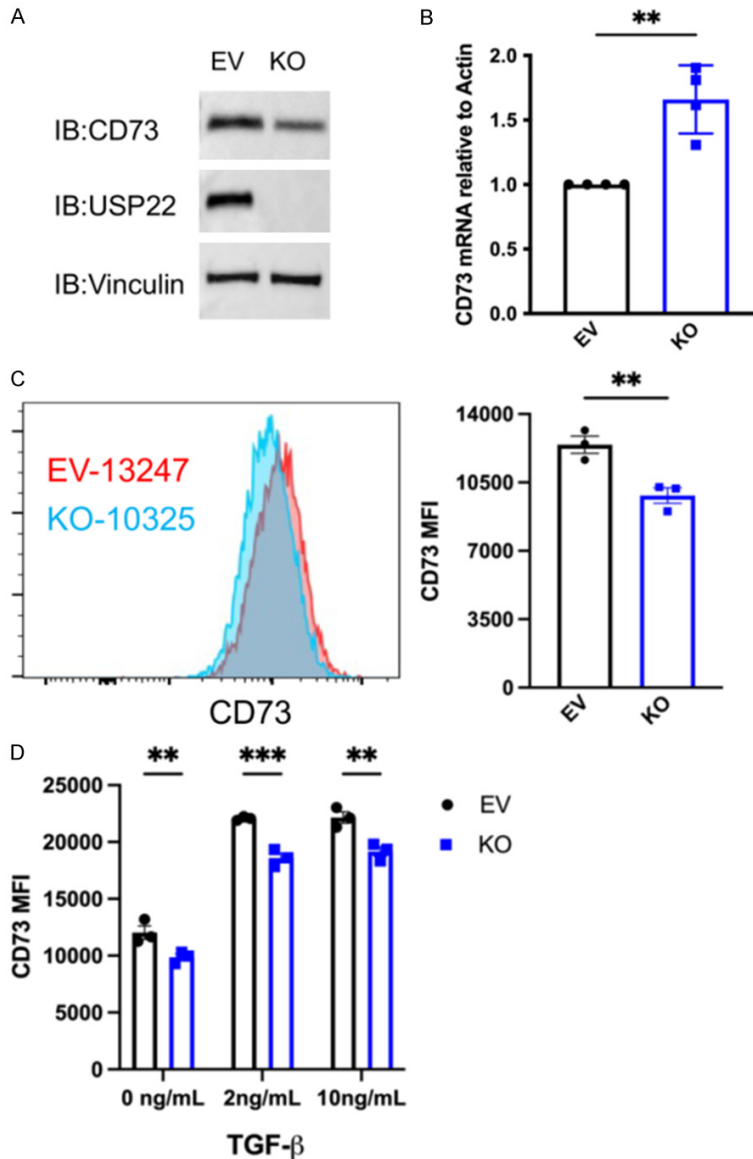 A
EV KO
IB:CD73
IB:USP22
IB:Vinculin
B
**
CD73 mRNA relative to Actin
2.0
1.5
1.0
0.5
0.0
EV
KO
C
EV-13247
KO-10325
CD73
**
CD73 MFI
14000
10500
7000
3500
0
EV
KO
D
** *** **
CD73 MFI
25000
20000
15000
10000
5000
0
0 ng/mL 2ng/mL 10ng/mL
TGF-β
EV
KO